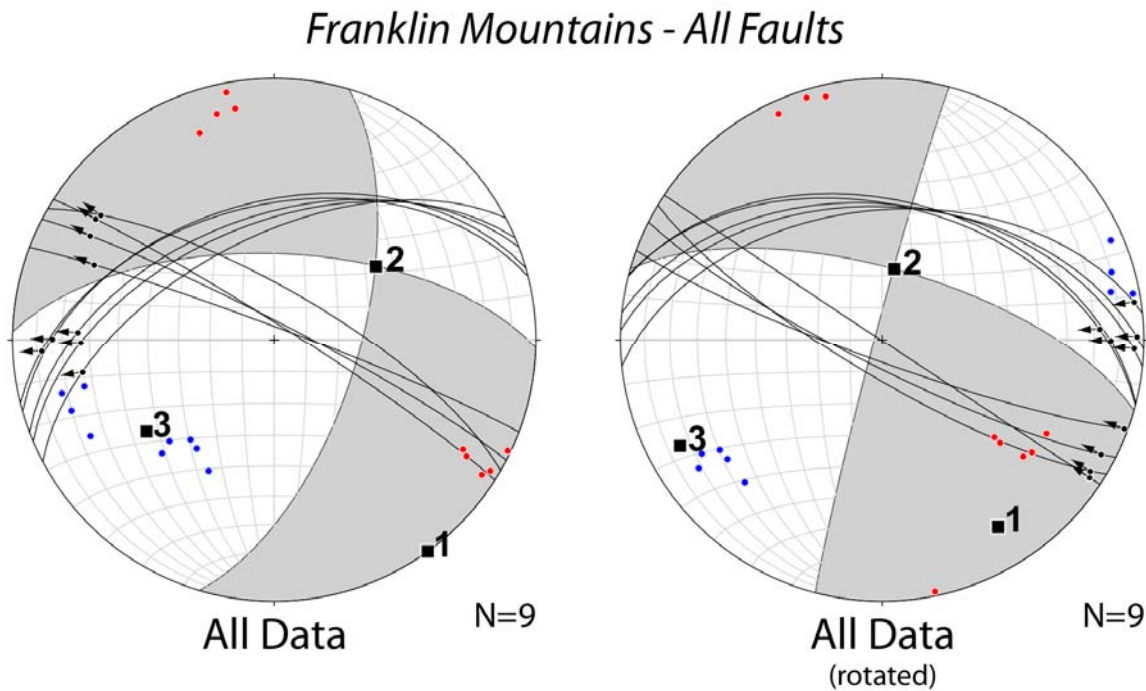 Franklin Mountains - All Faults
2
3
1
All Data
N=9
2
3
1
All Data
(rotated)
N=9